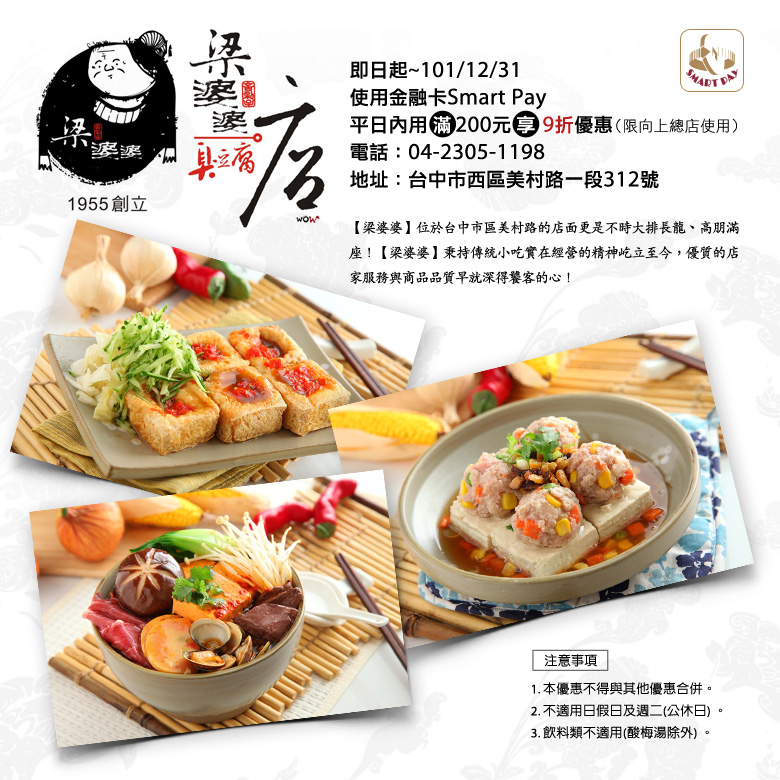 梁婆婆
1955創立
梁婆婆
臭豆腐
店
WOW
SMART PAY
即日起~101/12/31
使用金融卡Smart Pay
平日內用滿200元享9折優惠(限向上總店使用)
電話：04-2305-1198
地址：台中市西區美村路一段312號
【梁婆婆】位於台中市區美村路的店面更是不時大排長龍、高朋滿
座！【梁婆婆】秉持傳統小吃實在經營的精神屹立至今，優質的店
家服務與商品品質早就深得饕客的心！
注意事項
1.本優惠不得與其他優惠合併。
2.不適用日假日及週二(公休日)。
3.飲料類不適用(酸梅湯除外)。